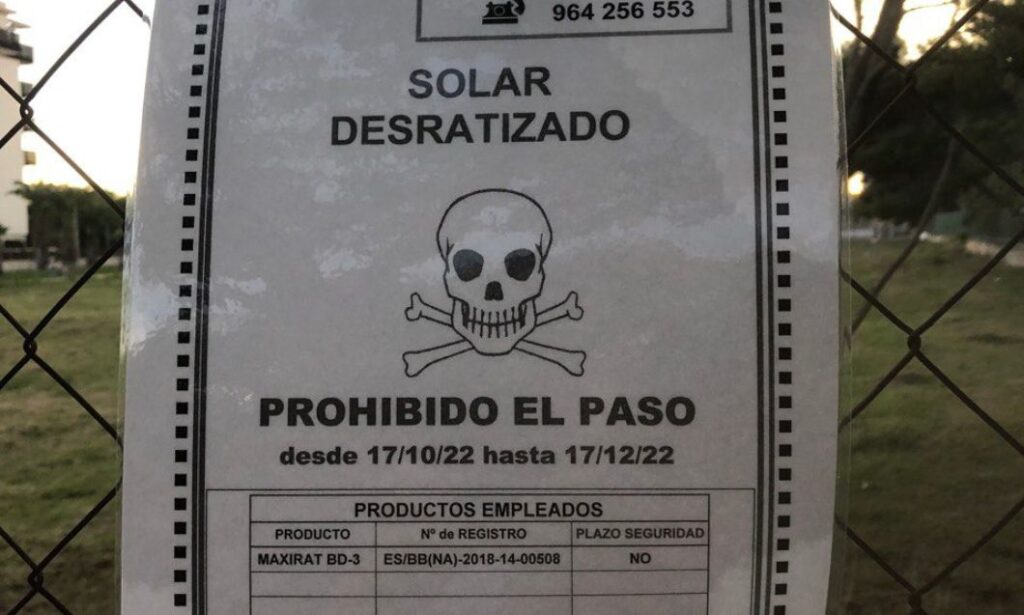 964 256 553
SOLAR
DESRATIZADO
PROHIBIDO EL PASO
desde 17/10/22 hasta 17/12/22
PRODUCTOS EMPLEADOS
PRODUCTO Nº de REGISTRO PLAZO SEGURIDAD
MAXIRAT BD-3 ES/BB(NA)-2018-14-00508 NO